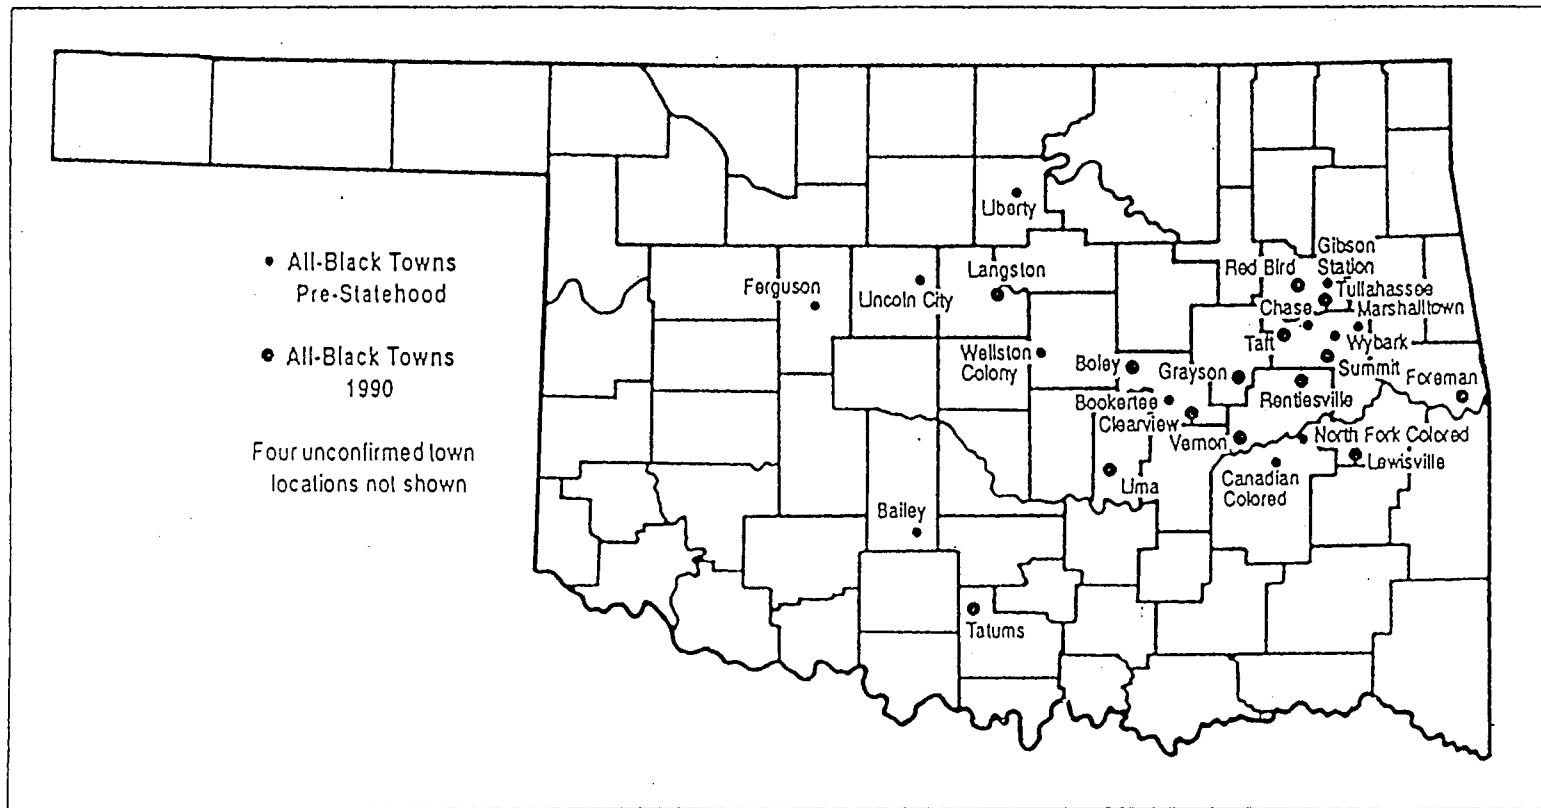 All-Black Towns
Pre-Statehood
All-Black Towns
1990
Four unconfirmed town
locations not shown
Liberty
Ferguson
Lincoln City
Langston
Wellston
Colony
Bailey
Tatums
Boley
Bookertee
Clearview
Lima
Grayson
Vernon
Red Bird
Gibson
Station
Tullahassee
Chase
Marshalltown
Taft
Wybark
Summit
Rentiesville
Foreman
North Fork Colored
Lewisville
Canadian
Colored